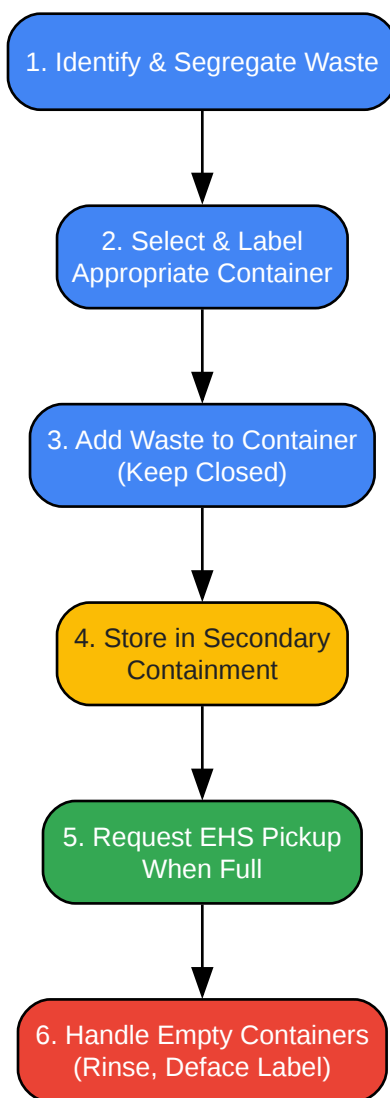 1. Identify & Segregate Waste
2. Select & Label
Appropriate Container
3. Add Waste to Container
(Keep Closed)
4. Store in Secondary
Containment
5. Request EHS Pickup
When Full
6. Handle Empty Containers
(Rinse, Deface Label)